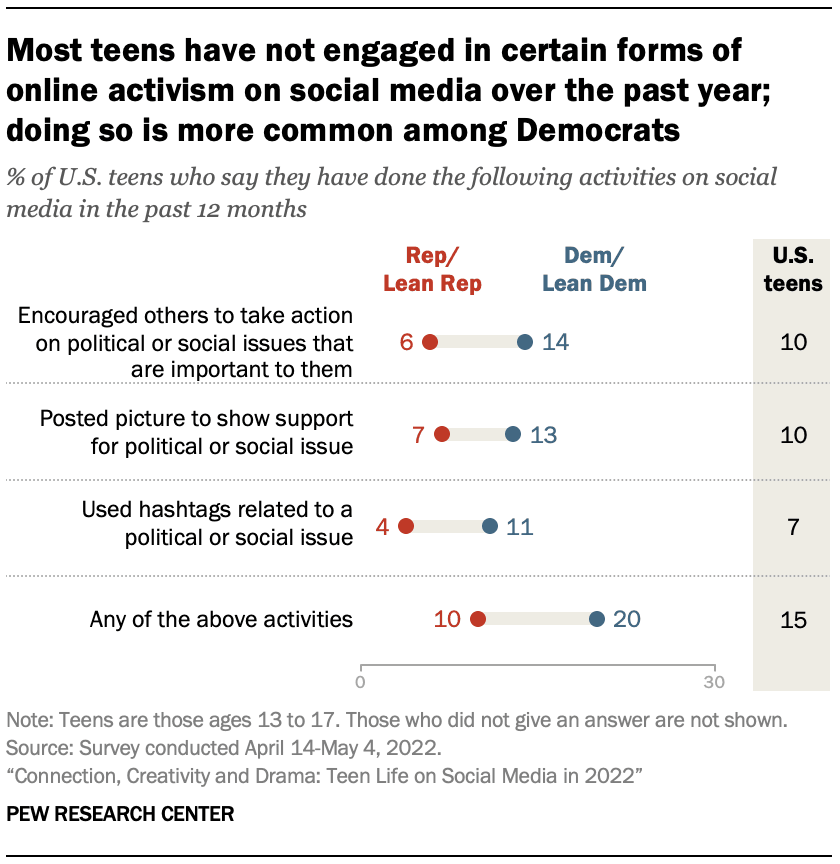 Most teens have not engaged in certain forms of
online activism on social media over the past year;
doing so is more common among Democrats
% of U.S. teens who say they have done the following activities on social
media in the past 12 months
Rep/
Lean Rep
Dem/
Lean Dem
U.S.
teens
Encouraged others to take action
on political or social issues that
are important to them
6
14
10
Posted picture to show support
for political or social issue
7
13
10
Used hashtags related to a
political or social issue
4
11
7
Any of the above activities
10
20
15
0
30
Note: Teens are those ages 13 to 17. Those who did not give an answer are not shown.
Source: Survey conducted April 14-May 4, 2022.
“Connection, Creativity and Drama: Teen Life on Social Media in 2022”
PEW RESEARCH CENTER